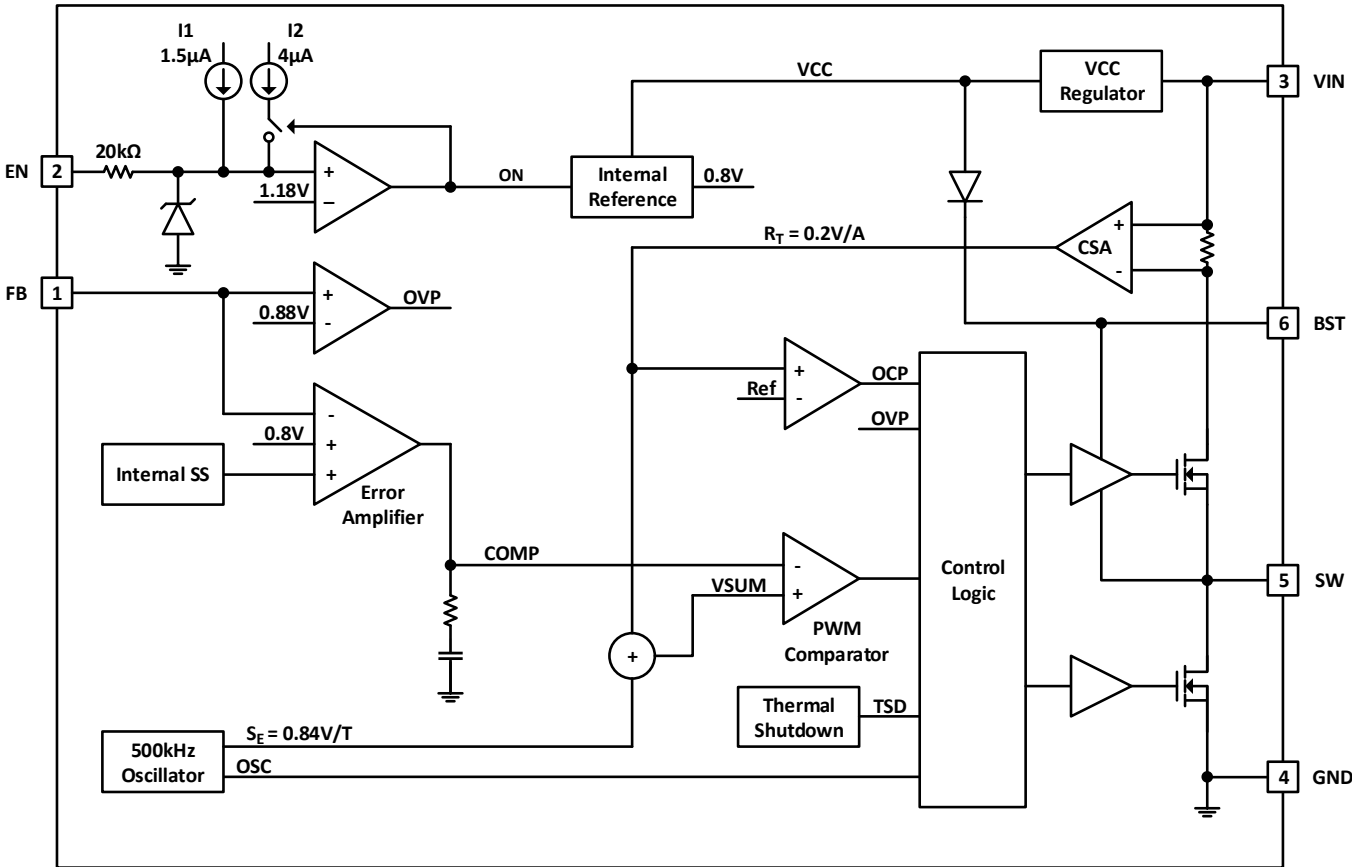 I1
1.5µA
I2
4µA
VCC
VCC
Regulator
3
VIN
EN
2
20kΩ
+
1.18V
−
ON
Internal
Reference
0.8V
R_T = 0.2V/A
CSA
+
-
FB
1
+
0.88V
-
OVP
6
BST
+
Ref
-
OCP
OVP
-
0.8V
+
Internal SS
+
Error
Amplifier
COMP
-
VSUM
+
PWM
Comparator
Control
Logic
5
SW
+
Thermal
Shutdown
TSD
S_E = 0.84V/T
500kHz
Oscillator
OSC
4
GND